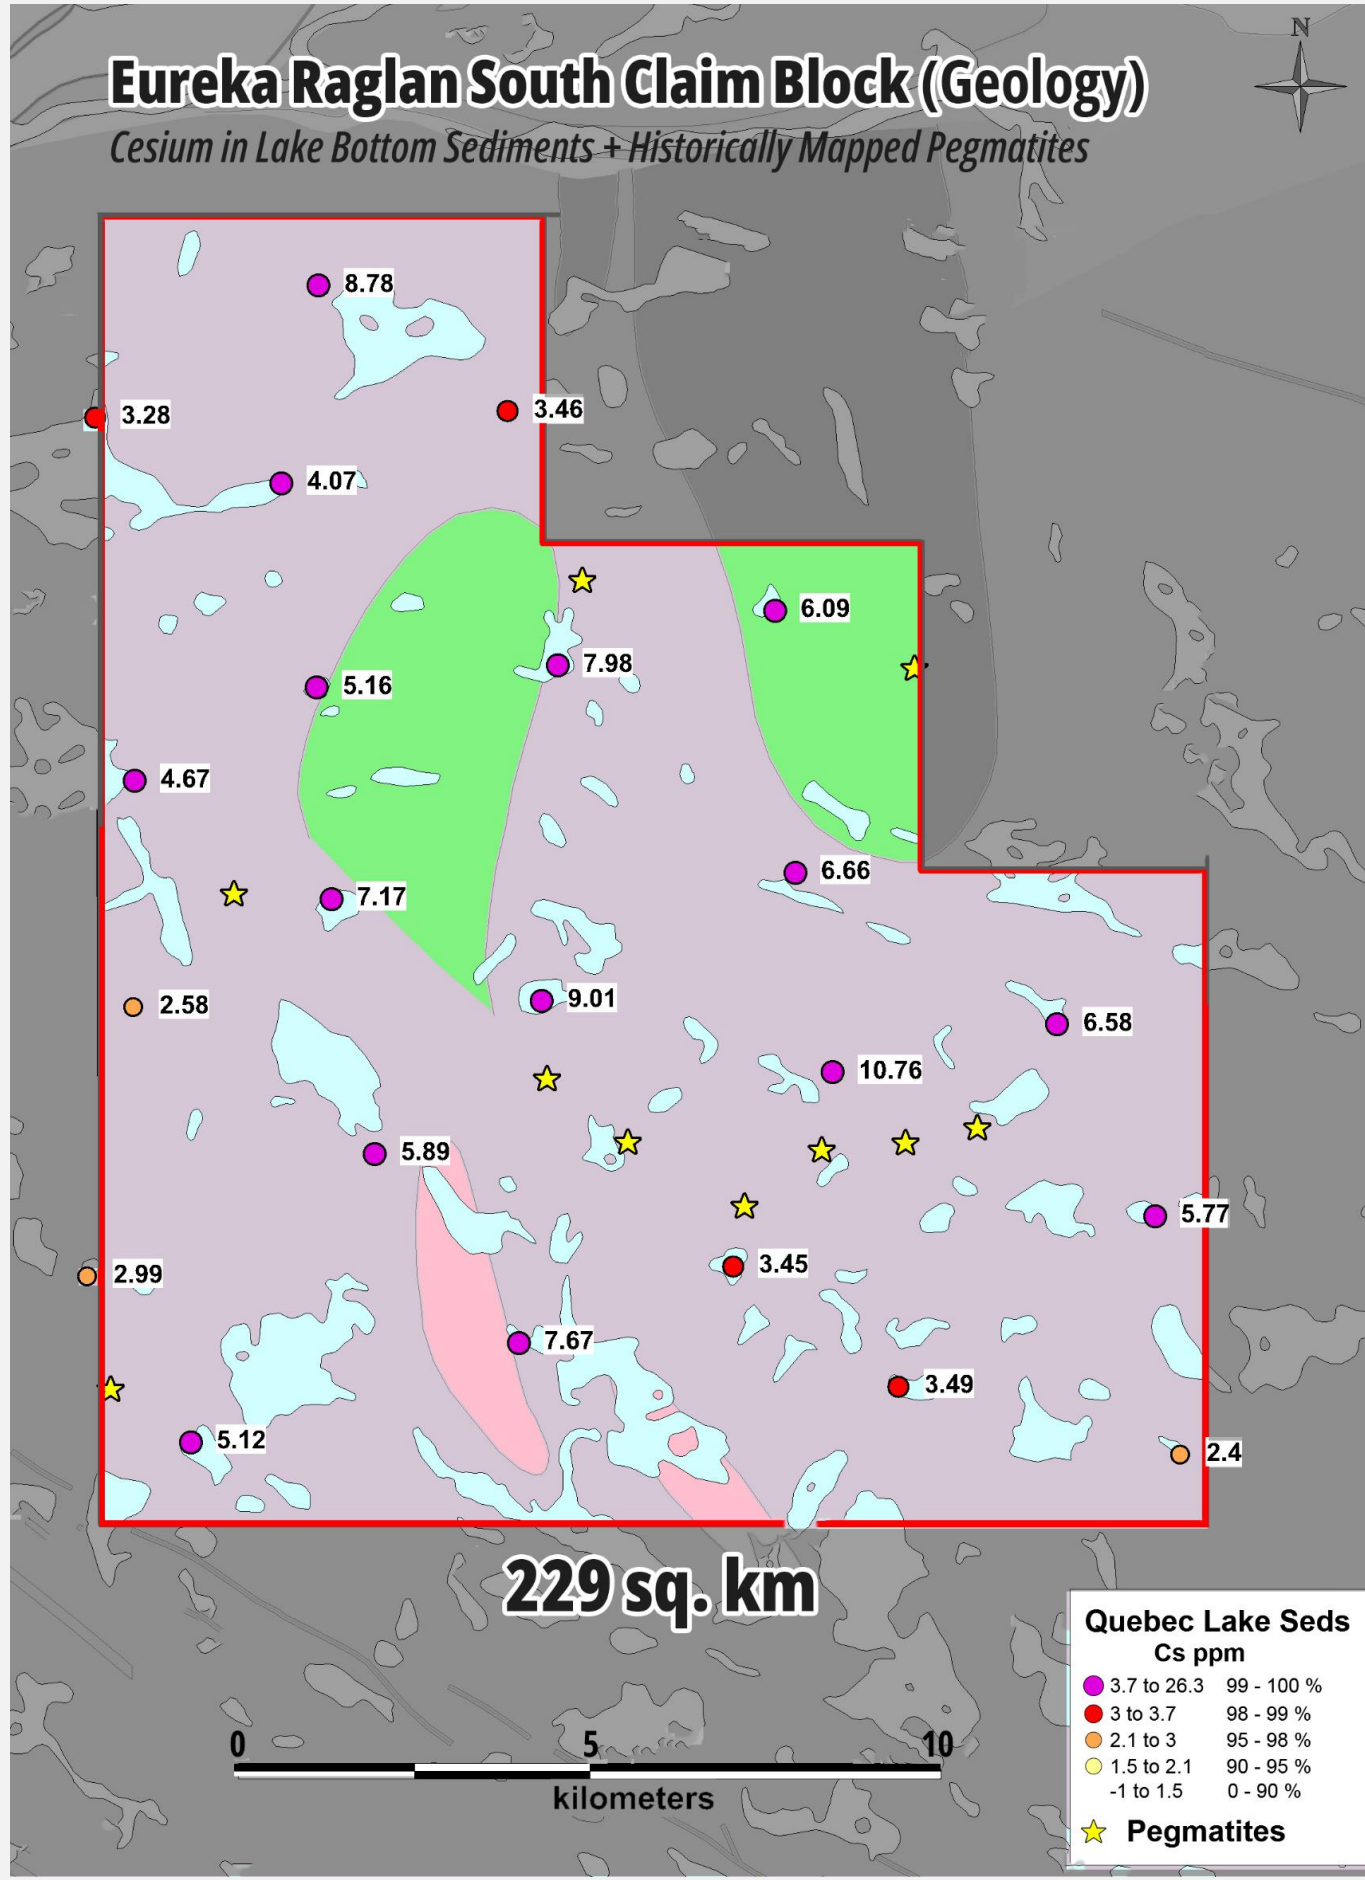 N
Eureka Raglan South Claim Block (Geology)
Cesium in Lake Bottom Sediments + Historically Mapped Pegmatites
8.78
3.28
3.46
4.07
6.09
7.98
5.16
4.67
6.66
7.17
2.58
9.01
6.58
10.76
5.89
5.77
3.45
2.99
7.67
3.49
5.12
2.4
229 sq. km
Quebec Lake Seds
Cs ppm
3.7 to 26.3 99 - 100 %
3 to 3.7 98 - 99 %
2.1 to 3 95 - 98 %
1.5 to 2.1 90 - 95 %
-1 to 1.5 0 - 90 %
Pegmatites
0 5 10
kilometers